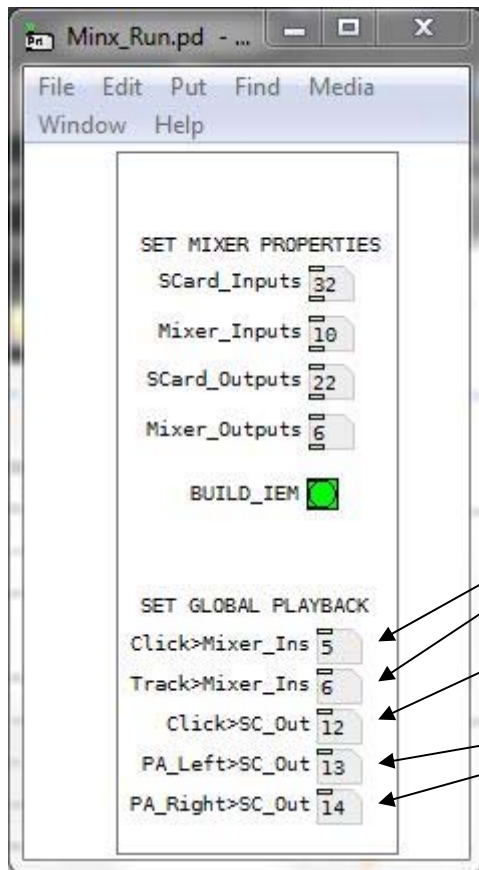 Minx_Run.pd - ...
File Edit Put Find Media
Window Help
SET MIXER PROPERTIES
SCard_Inputs 32
Mixer_Inputs 10
SCard_Outputs 22
Mixer_Outputs 6
BUILD_IEM
SET GLOBAL PLAYBACK
Click>Mixer_Ins 5
Track>Mixer_Ins 6
Click>SC_Out 12
PA_Left>SC_Out 13
PA_Right>SC_Out 14